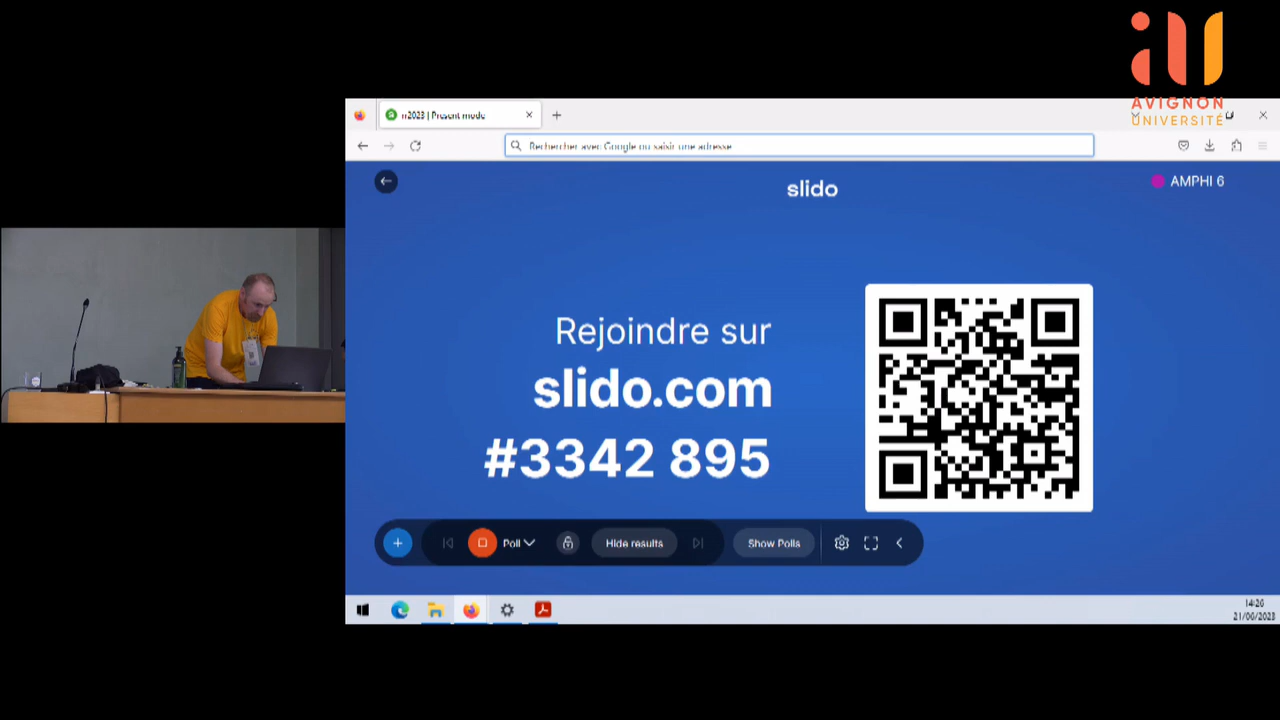 AVIGNON
UNIVERSITÉ
n2023 | Present mode
Rechercher avec Google ou saisir une adresse
slido
AMPHI 6
Rejoindre sur
slido.com
#3342 895
Poll
Hide results
Show Polls
14:26
21/06/2023